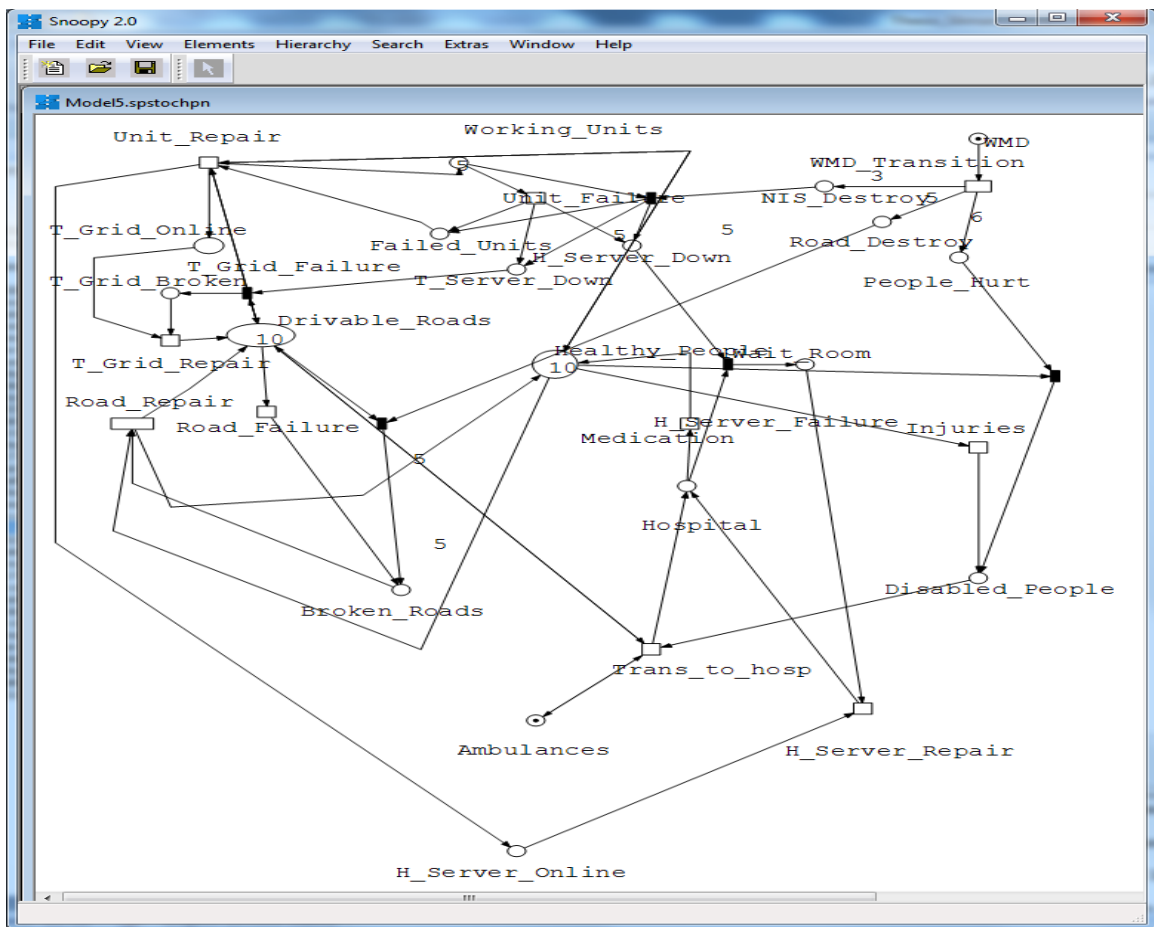 Snoopy 2.0
File Edit View Elements Hierarchy Search Extras Window Help
Model5.spstochpn
Unit_Repair
Working_Units
WMD
WMD_Transition
5
3
Unit_Failure
NIS_Destroy
5
6
T_Grid_Online
Failed_Units
5
5
Road_Destroy
H_Server_Down
T_Grid_Failure
T_Grid_Broken
T_Server_Down
People_Hurt
Drivable_Roads
10
T_Grid_Repair
Healthy_People
Wait_Room
10
Road_Repair
Road_Failure
H_Server_Failure
Injuries
Medication
5
Hospital
5
Broken_Roads
Disabled_People
Trans_to_hosp
Ambulances
H_Server_Repair
H_Server_Online